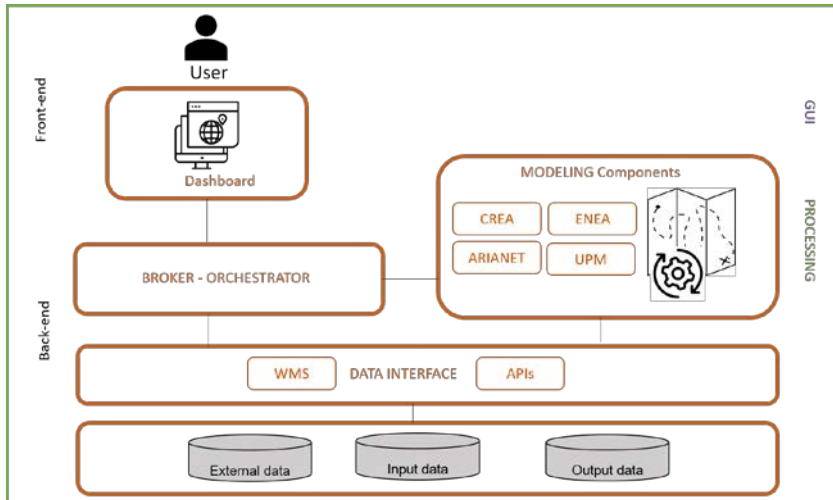 User
Front-end
GUI
Dashboard
MODELING Components
CREA
ENEA
ARIANET
UPM
PROCESSING
BROKER - ORCHESTRATOR
Back-end
WMS
DATA INTERFACE
APIs
External data
Input data
Output data